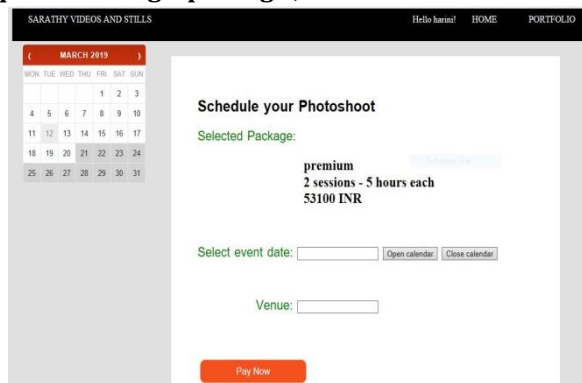 SARATHY VIDEOS AND STILLS Hello harini! HOME PORTFOLIO
( MARCH 2019 )
MON TUE WED THU FRI SAT SUN
1 2 3
4 5 6 7 8 9 10
11 12 13 14 15 16 17
18 19 20 21 22 23 24
25 26 27 28 29 30 31
Schedule your Photoshoot
Selected Package:
premium
2 sessions - 5 hours each
53100 INR
Select event date: Open calendar Close calendar
Venue:
Pay Now